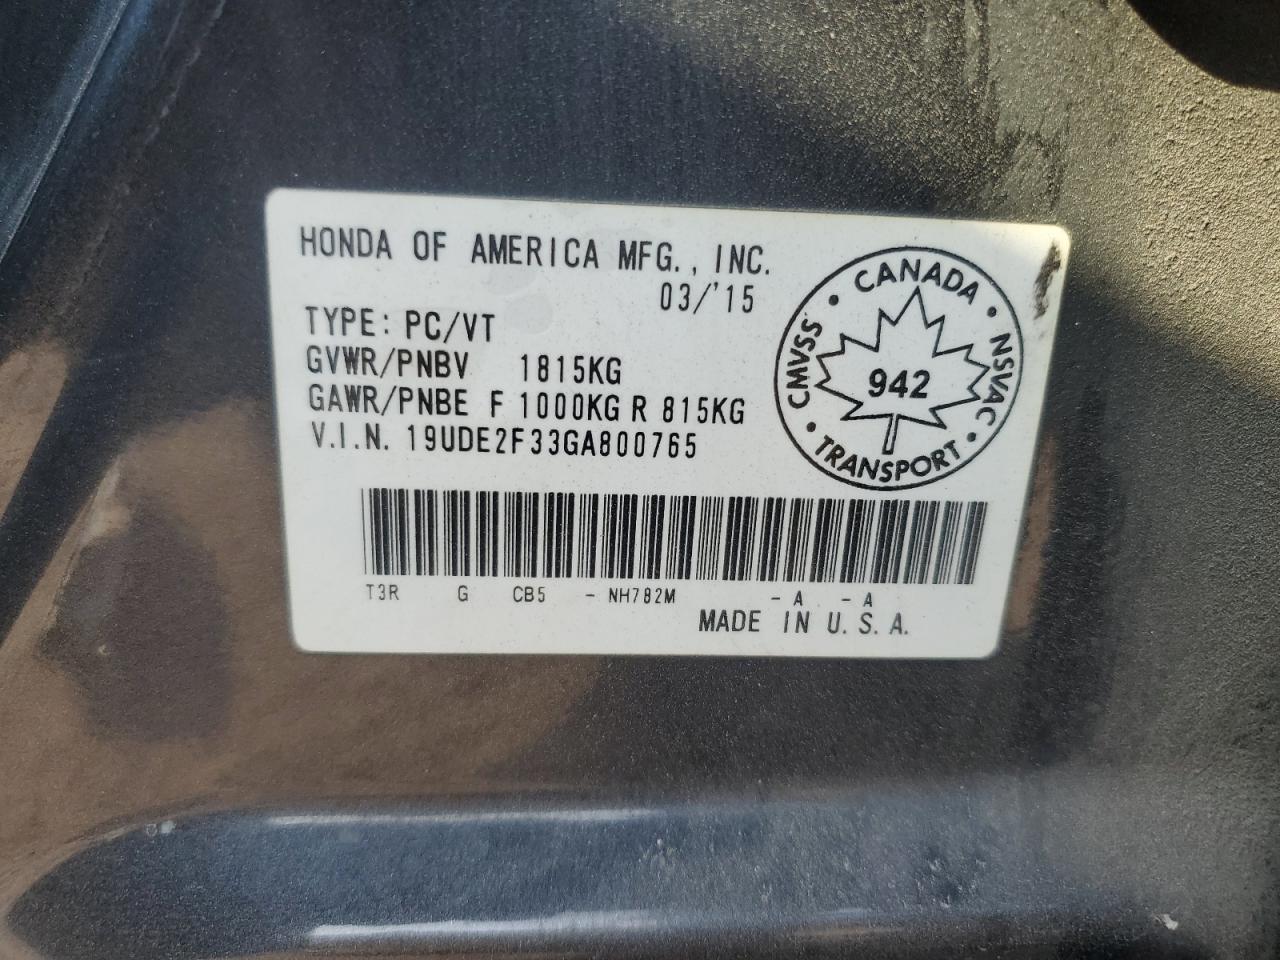 HONDA OF AMERICA MFG., INC.
03/'15
TYPE: PC/VT
GVWR/PNBV 1815KG
GAWR/PNBE F 1000KG R 815KG
V.I.N. 19UDE2F33GA800765
CANADA • NSVAC • TRANSPORT • CMVSS •
942
T3R G CB5 - NH782M - A - A
MADE IN U.S.A.